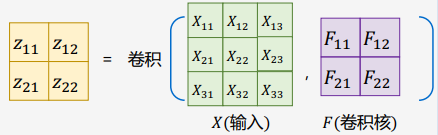 z11 z12
z21 z22
= 卷积
X11 X12 X13
X21 X22 X23
X31 X32 X33
,
F11 F12
F21 F22
X(输入)
F(卷积核)